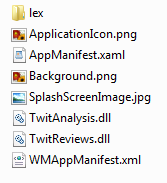 lex
ApplicationIcon.png
AppManifest.xaml
Background.png
SplashScreenImage.jpg
TwitAnalysis.dll
TwitReviews.dll
WMAppManifest.xml